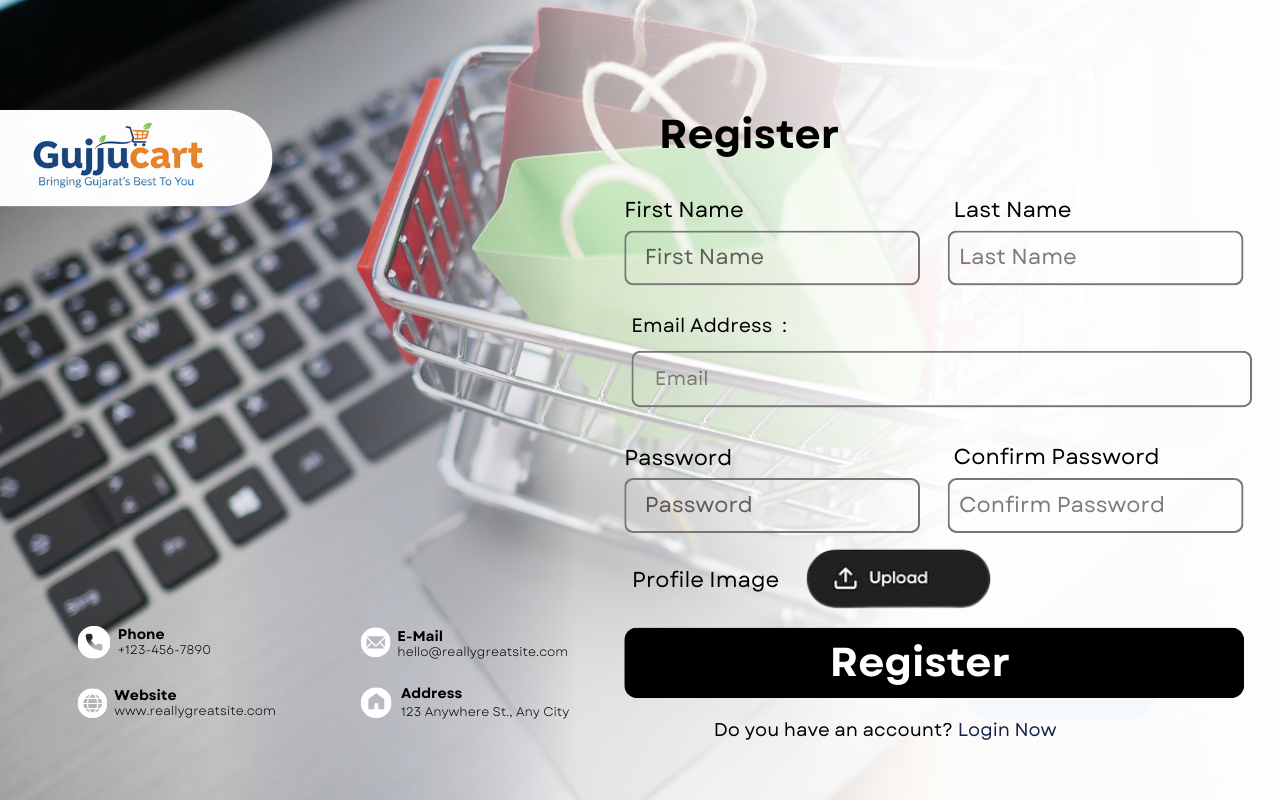 Gujjucart
Bringing Gujarat's Best To You
Register
First Name
Last Name
First Name
Last Name
Email Address :
Email
Password
Confirm Password
Password
Confirm Password
Profile Image
Upload
Register
Do you have an account? Login Now
Phone
+123-456-7890
E-Mail
hello@reallygreatsite.com
Website
www.reallygreatsite.com
Address
123 Anywhere St., Any City